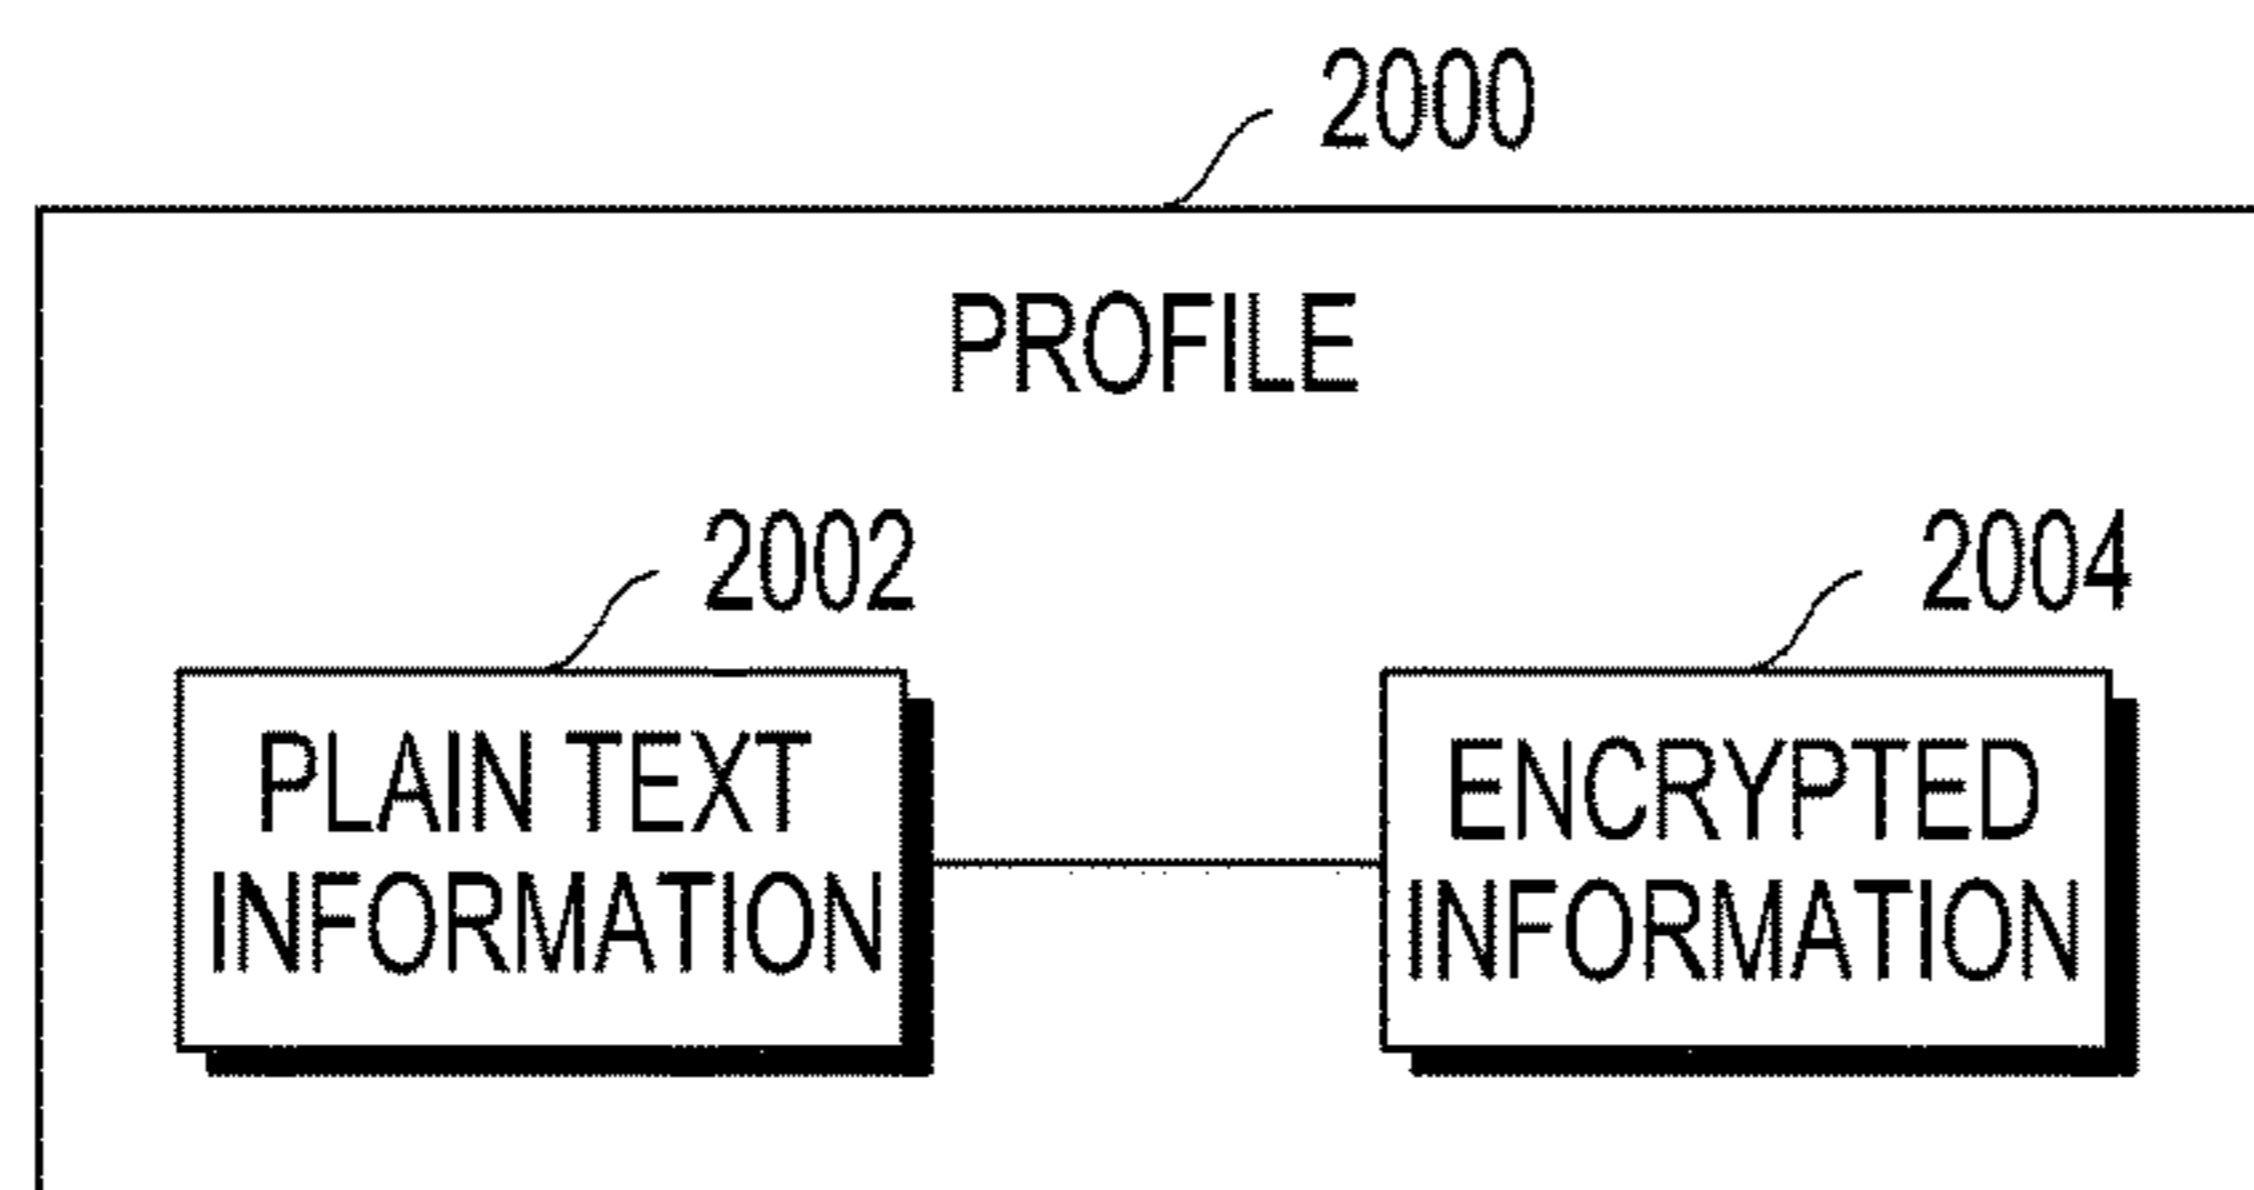 2000
PROFILE
2002
2004
PLAIN TEXT
INFORMATION
ENCRYPTED
INFORMATION